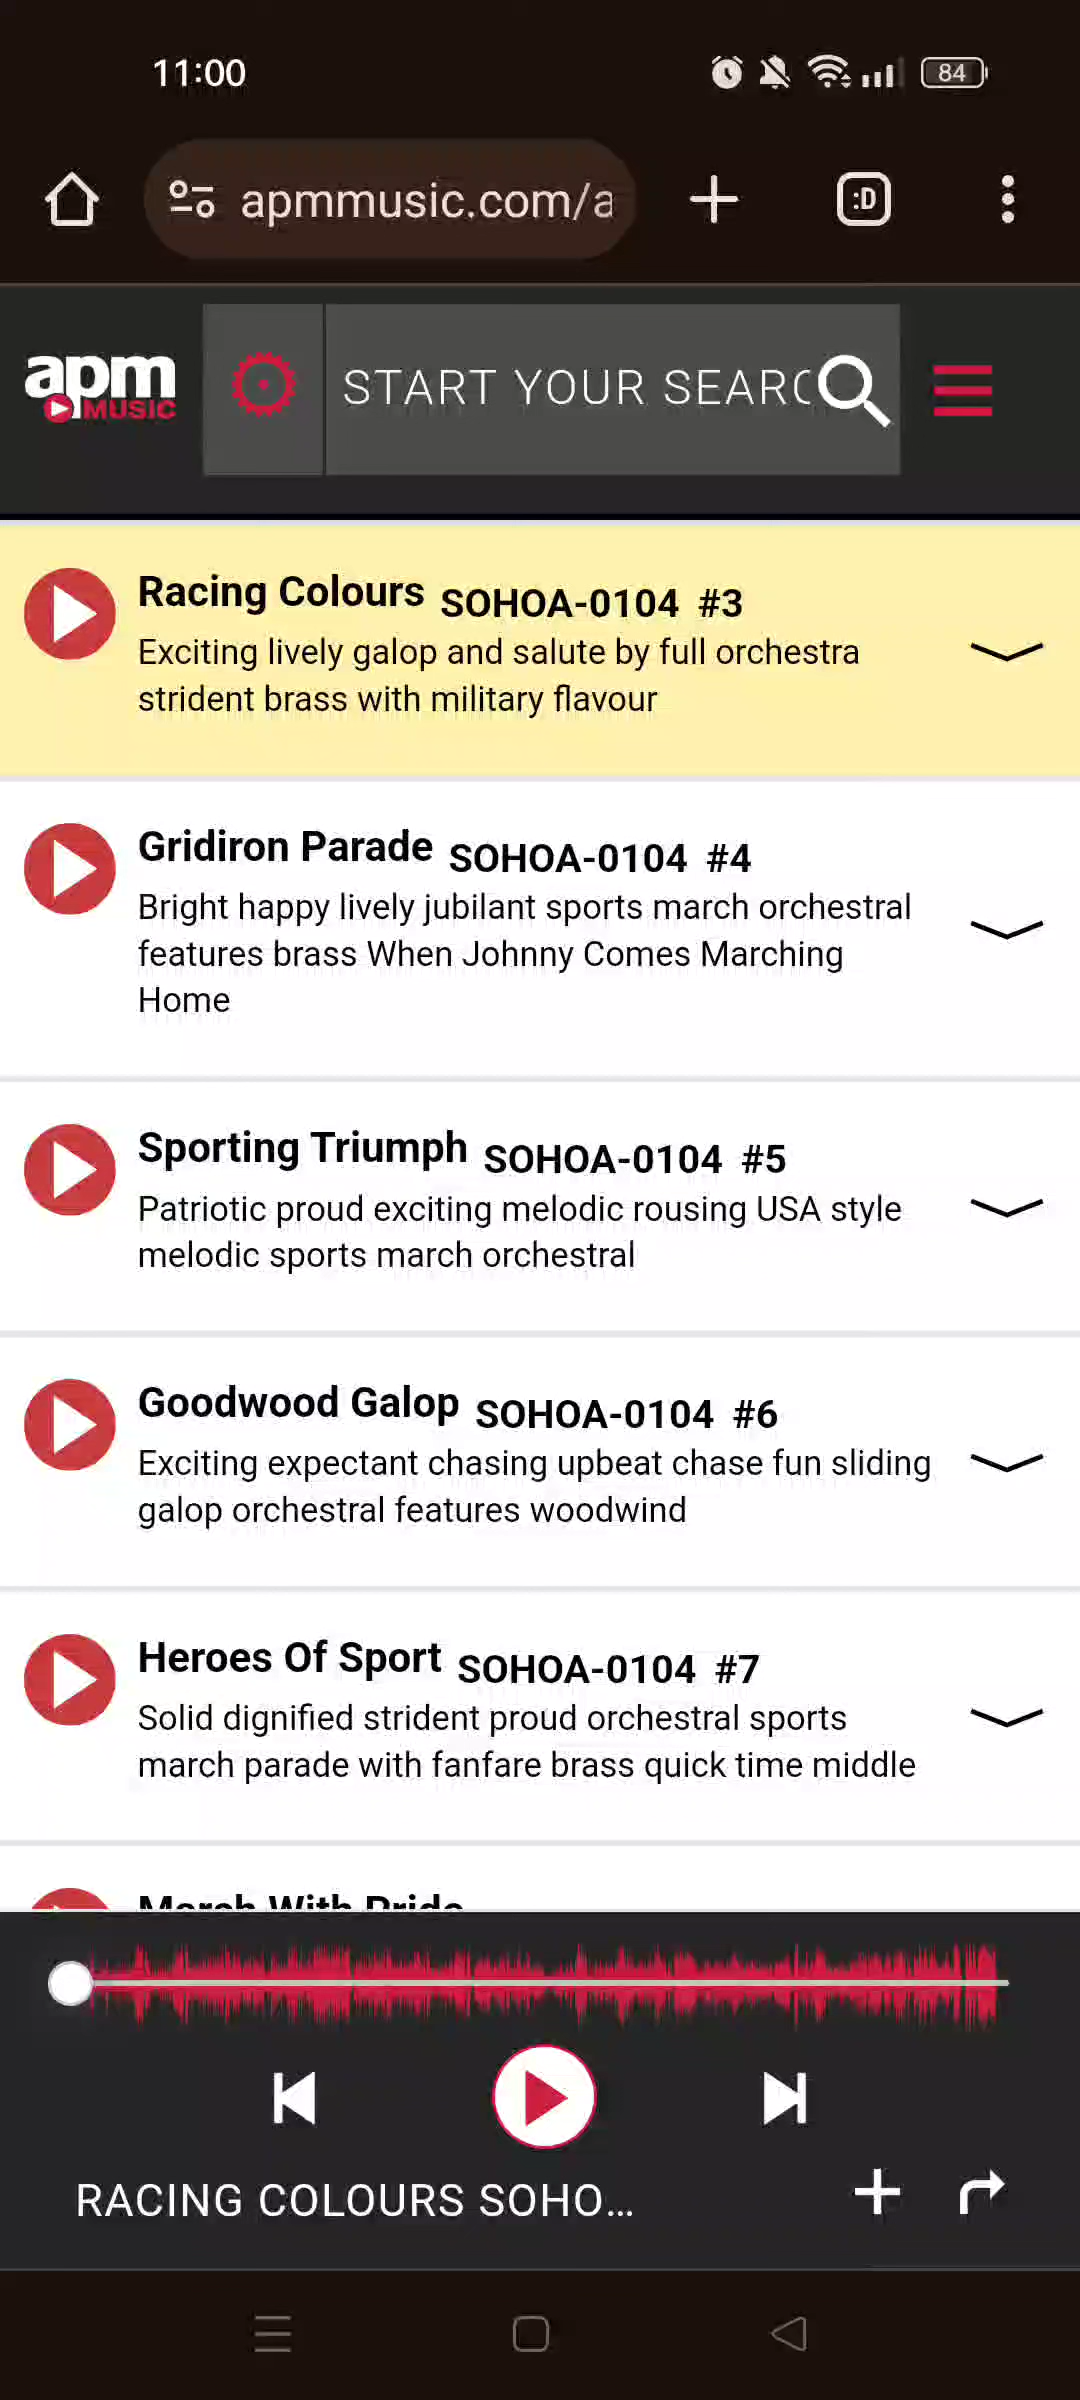 11:00
84
apmmusic.com/a
:D
apm
MUSIC
START YOUR SEARC
Racing Colours SOHOA-0104 #3
Exciting lively galop and salute by full orchestra
strident brass with military flavour
Gridiron Parade SOHOA-0104 #4
Bright happy lively jubilant sports march orchestral
features brass When Johnny Comes Marching
Home
Sporting Triumph SOHOA-0104 #5
Patriotic proud exciting melodic rousing USA style
melodic sports march orchestral
Goodwood Galop SOHOA-0104 #6
Exciting expectant chasing upbeat chase fun sliding
galop orchestral features woodwind
Heroes Of Sport SOHOA-0104 #7
Solid dignified strident proud orchestral sports
march parade with fanfare brass quick time middle
March With Pride
RACING COLOURS SOHO...